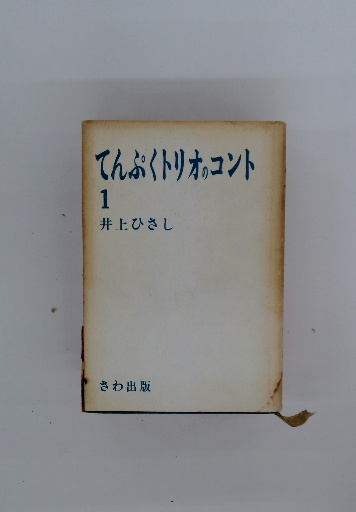 てんぷくトリオのコント
1
井上ひさし
さわ出版